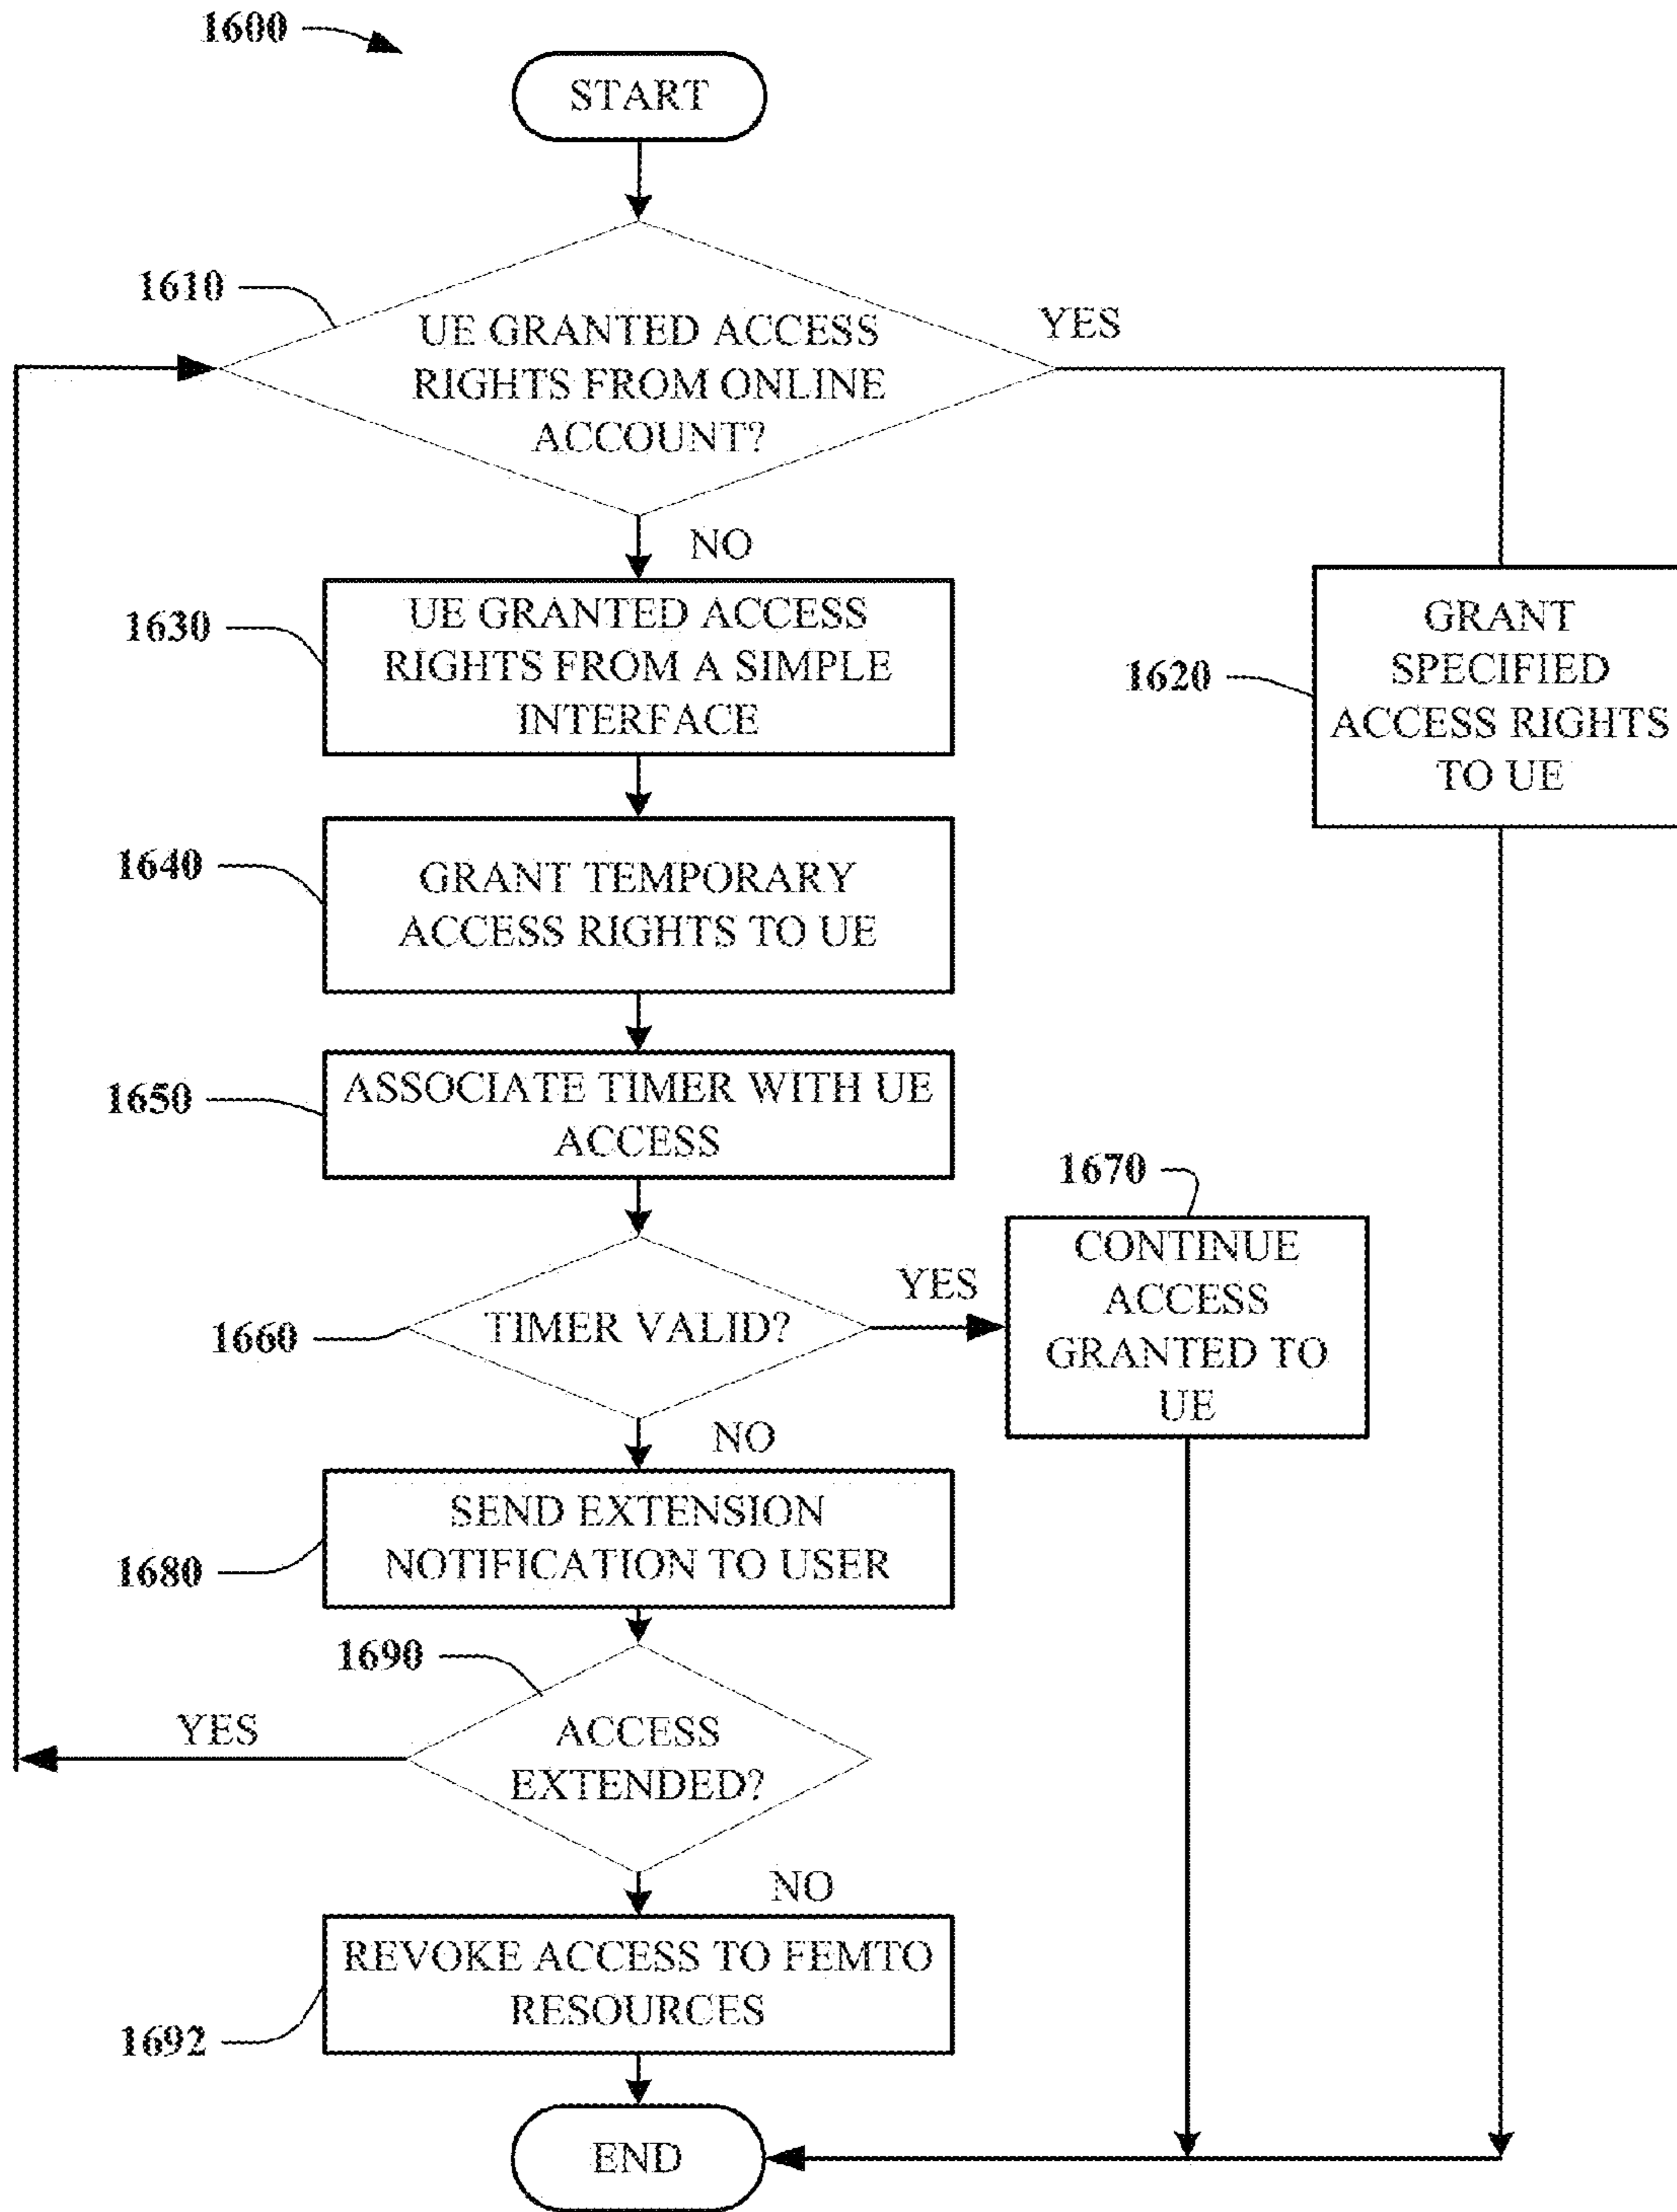 1600
START
1610
UE GRANTED ACCESS
RIGHTS FROM ONLINE
ACCOUNT?
YES
NO
1630
UE GRANTED ACCESS
RIGHTS FROM A SIMPLE
INTERFACE
1620
GRANT
SPECIFIED
ACCESS RIGHTS
TO UE
1640
GRANT TEMPORARY
ACCESS RIGHTS TO UE
1650
ASSOCIATE TIMER WITH UE
ACCESS
1660
TIMER VALID?
YES
1670
CONTINUE
ACCESS
GRANTED TO
UE
NO
1680
SEND EXTENSION
NOTIFICATION TO USER
1690
ACCESS
EXTENDED?
YES
NO
1692
REVOKE ACCESS TO FEMTO
RESOURCES
END